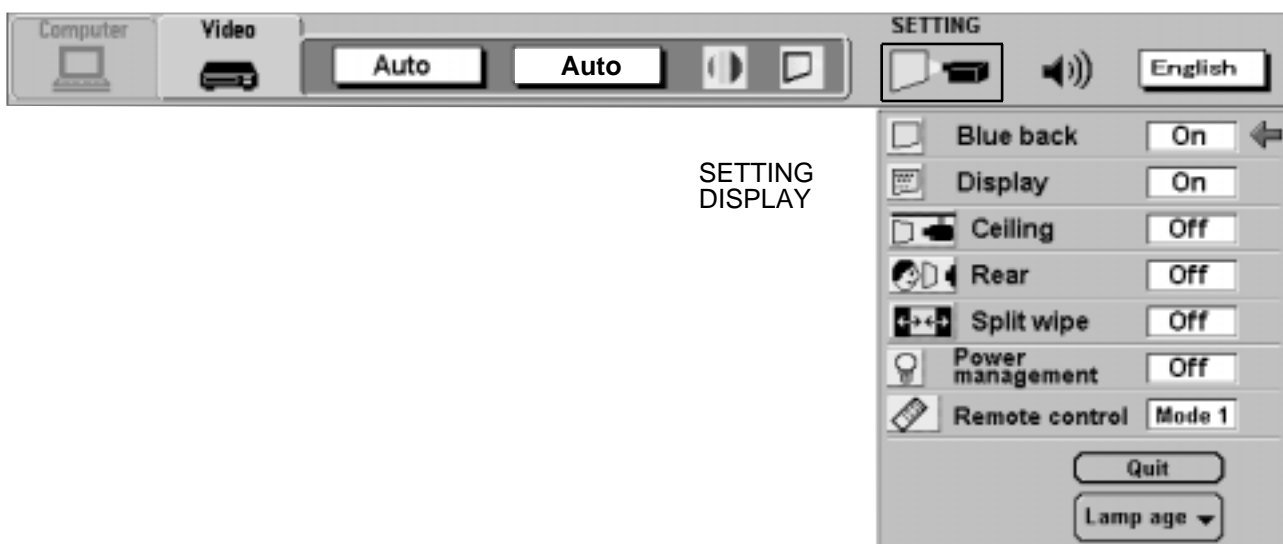 Computer
Video
Auto
Auto
SETTING
English
SETTING
DISPLAY
Blue back On
Display On
Ceiling Off
Rear Off
Split wipe Off
Power
management Off
Remote control Mode 1
Quit
Lamp age